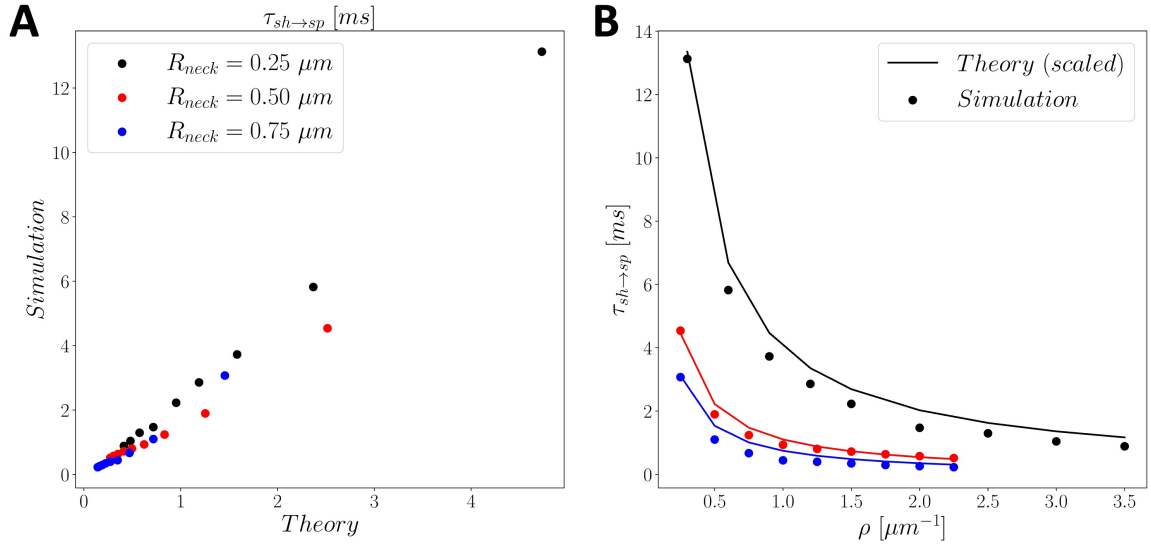 A
τ_{sh→sp} [ms]
R_{neck} = 0.25 μm
R_{neck} = 0.50 μm
R_{neck} = 0.75 μm
12
10
8
6
4
2
0
Simulation
0 1 2 3 4
Theory
B
Theory (scaled)
Simulation
14
12
10
8
6
4
2
0
τ_{sh→sp} [ms]
0.5 1.0 1.5 2.0 2.5 3.0 3.5
ρ [μm⁻¹]